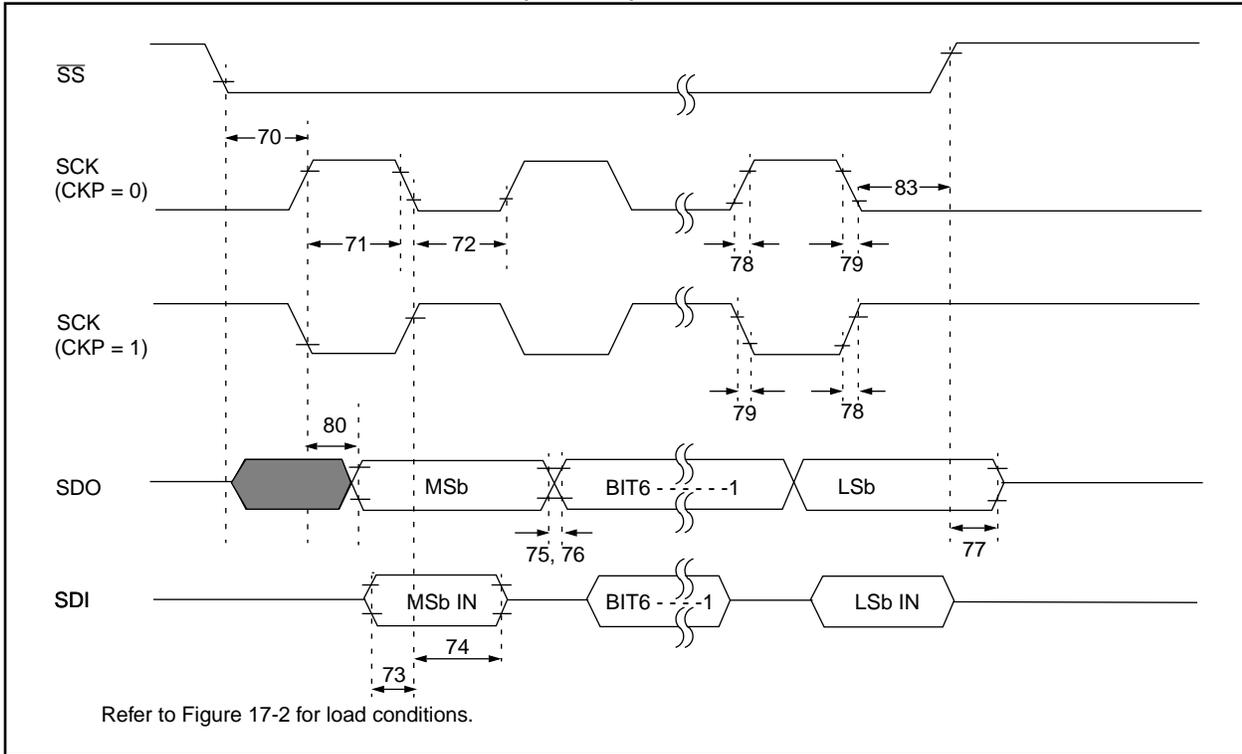 SS
70
SCK
(CKP = 0)
83
71
72
78
79
SCK
(CKP = 1)
79
78
80
SDO
MSb
BIT6 - - - - - -1
LSb
75, 76
77
SDI
MSb IN
BIT6 - - - -1
LSb IN
74
73
Refer to Figure 17-2 for load conditions.